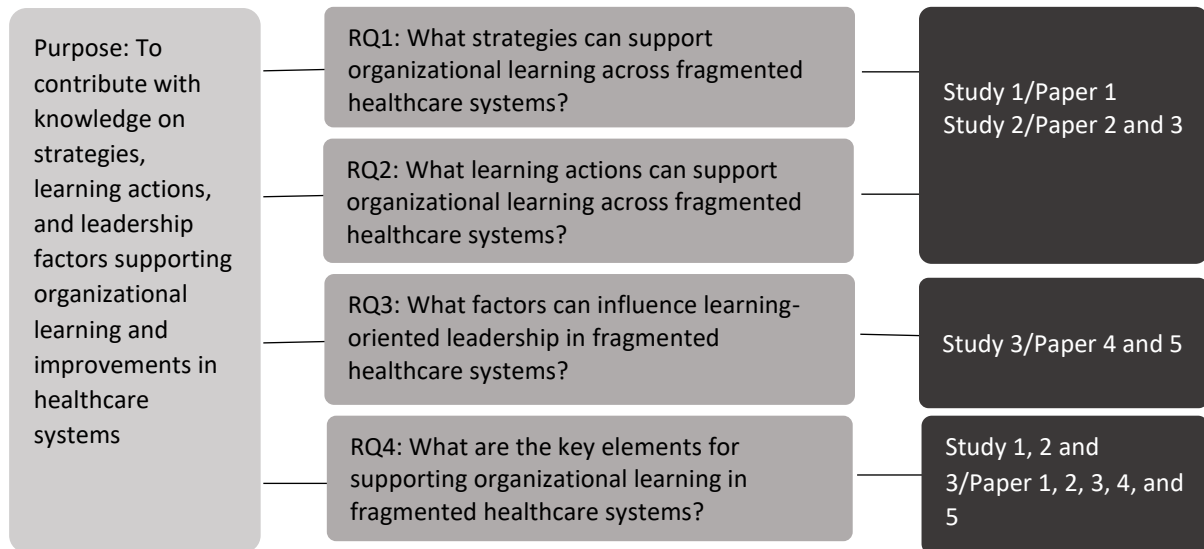 Purpose: To
contribute with
knowledge on
strategies,
learning actions,
and leadership
factors supporting
organizational
learning and
improvements in
healthcare
systems
RQ1: What strategies can support
organizational learning across fragmented
healthcare systems?
RQ2: What learning actions can support
organizational learning across fragmented
healthcare systems?
RQ3: What factors can influence learning-
oriented leadership in fragmented
healthcare systems?
RQ4: What are the key elements for
supporting organizational learning in
fragmented healthcare systems?
Study 1/Paper 1
Study 2/Paper 2 and 3
Study 3/Paper 4 and 5
Study 1, 2 and
3/Paper 1, 2, 3, 4, and
5